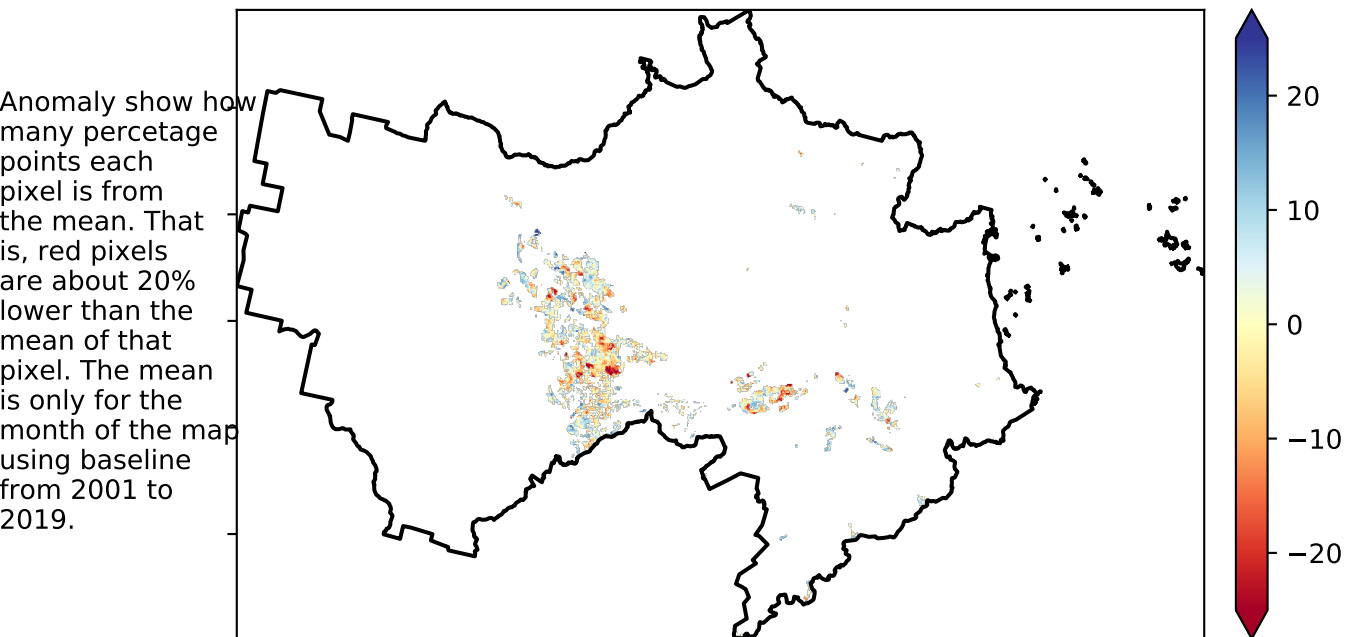 Anomaly show how
many percetage
points each
pixel is from
the mean. That
is, red pixels
are about 20%
lower than the
mean of that
pixel. The mean
is only for the
month of the map
using baseline
from 2001 to
2019.
20
10
0
−10
−20